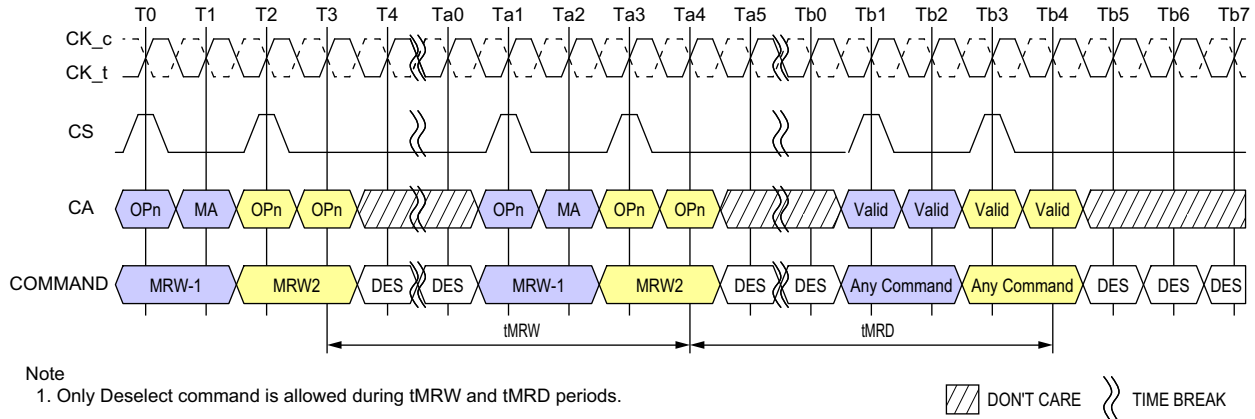 T0 T1 T2 T3 T4 Ta0 Ta1 Ta2 Ta3 Ta4 Ta5 Tb0 Tb1 Tb2 Tb3 Tb4 Tb5 Tb6 Tb7
CK_c
CK_t
CS
CA OPn MA OPn OPn OPn MA OPn OPn Valid Valid Valid Valid
COMMAND MRW-1 MRW2 DES DES MRW-1 MRW2 DES DES Any Command Any Command DES DES DES
tMRW tMRD
Note
1. Only Deselect command is allowed during tMRW and tMRD periods.
DON'T CARE TIME BREAK